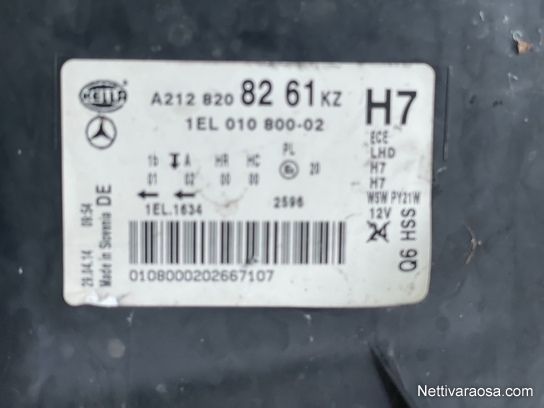 HELLA
A212 820 82 61 KZ
1EL 010 800-02
H7
ECE
LHD
H7
H7
W5W PY21W
12V
Q6 HSS
1b A HR HC PL
01 02 00 00 20
1EL.1634 2596
29.04.14 09:54
Made in Slovenia DE
0108000202667107
Nettivaraosa.com